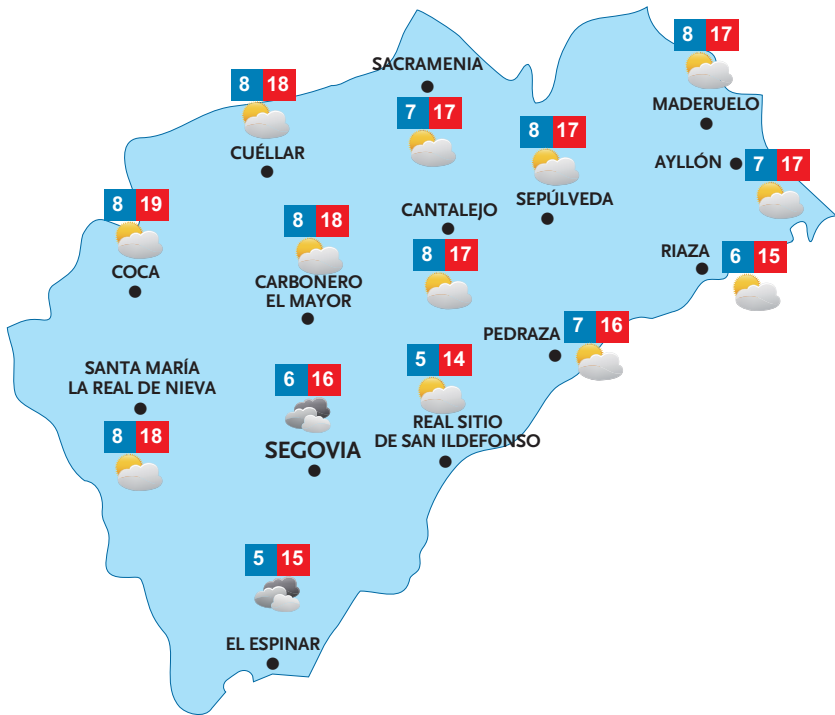 8 17
MADERUELO
SACRAMENIA
7 17
8 18
CUÉLLAR
8 17
SEPÚLVEDA
AYLLÓN
7 17
8 19
COCA
8 18
CARBONERO
EL MAYOR
CANTALEJO
8 17
RIAZA
6 15
PEDRAZA
7 16
SANTA MARÍA
LA REAL DE NIEVA
8 18
6 16
SEGOVIA
5 14
REAL SITIO
DE SAN ILDEFONSO
5 15
EL ESPINAR